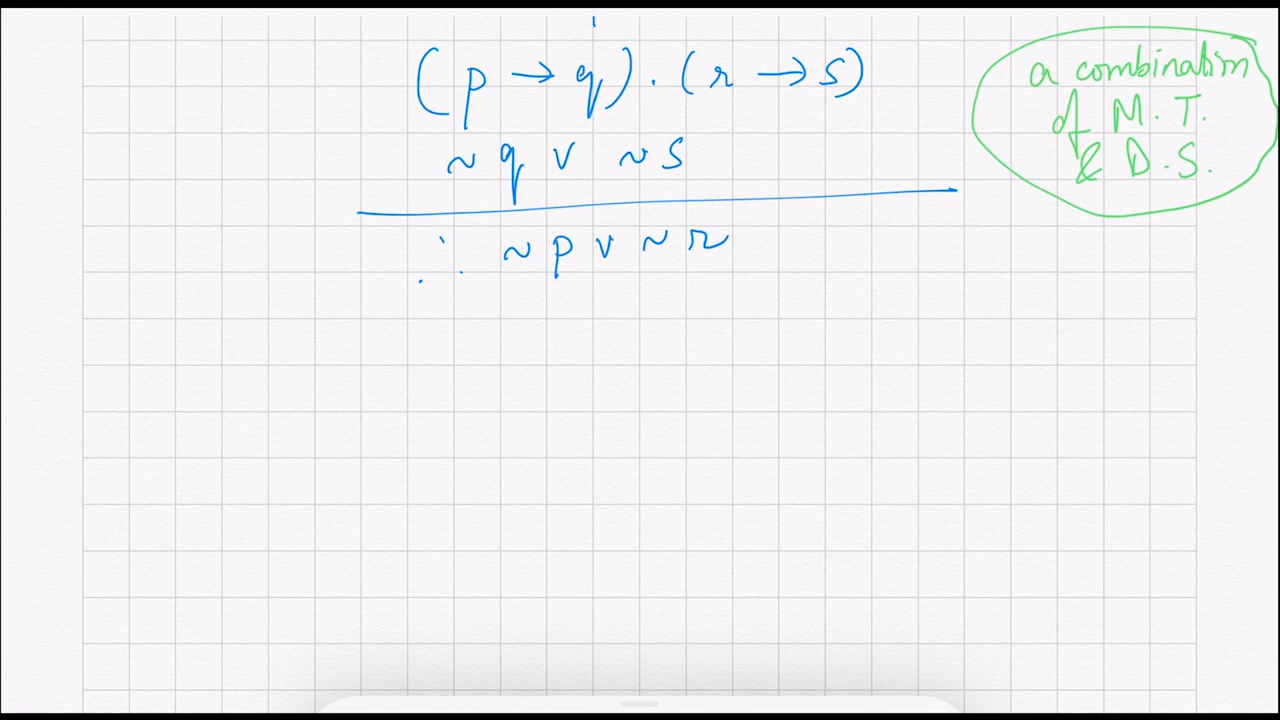 (p → q) . (r → s)
~ q v ~ s
∴ ~ p v ~ r
a combination
of M. T.
& D. S.